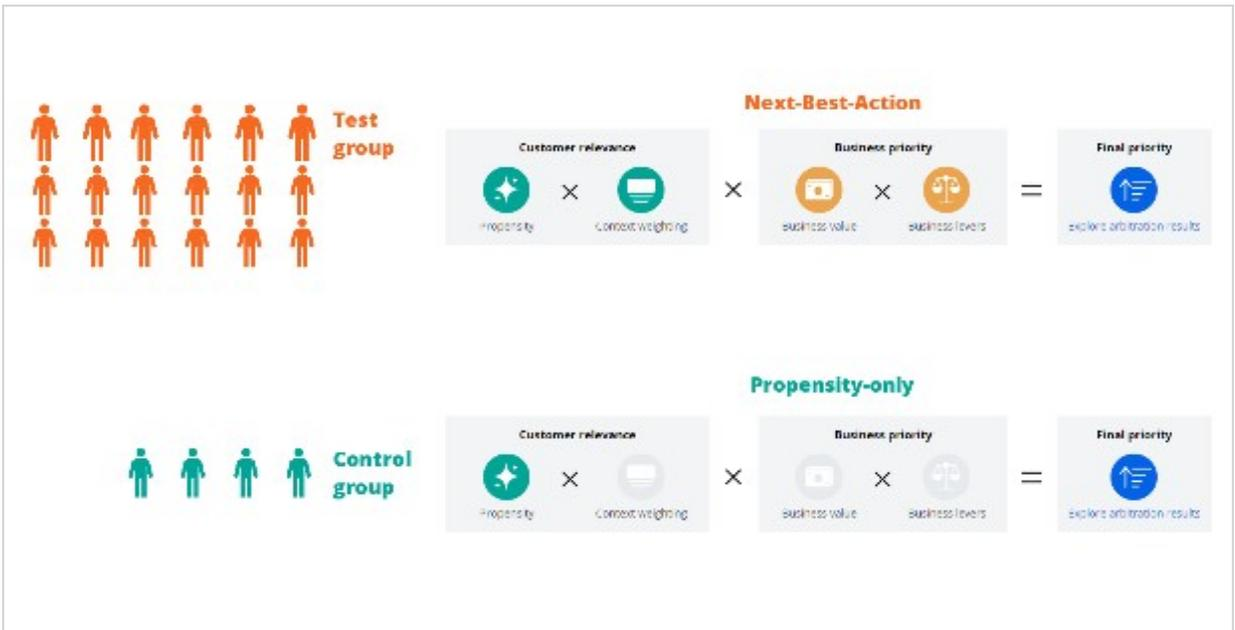 Next-Best-Action
Test
group
Customer relevance
Business priority
Final priority
×
×
×
=
Propensity
Context weighting
Business value
Business levers
Explore arbitration results
Propensity-only
Control
group
Customer relevance
Business priority
Final priority
×
×
×
=
Propensity
Context weighting
Business value
Business levers
Explore arbitration results